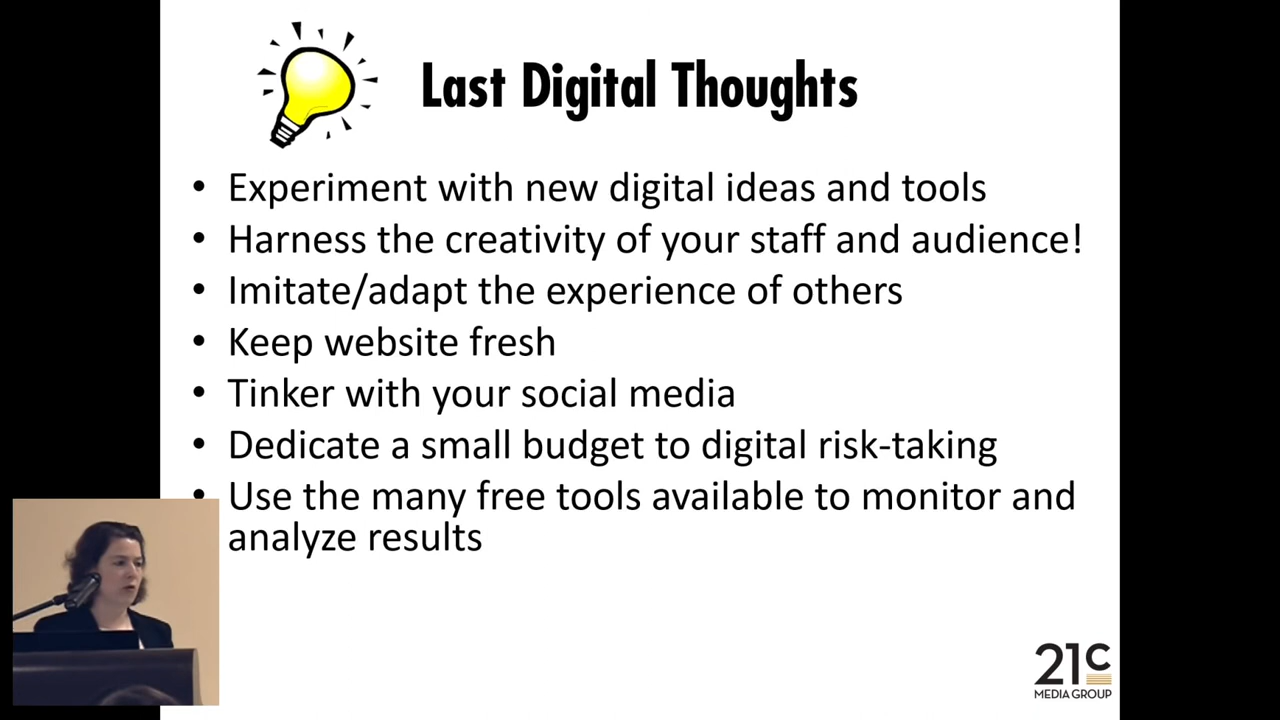 Last Digital Thoughts
• Experiment with new digital ideas and tools
• Harness the creativity of your staff and audience!
• Imitate/adapt the experience of others
• Keep website fresh
• Tinker with your social media
• Dedicate a small budget to digital risk-taking
• Use the many free tools available to monitor and
analyze results
21c
MEDIA GROUP